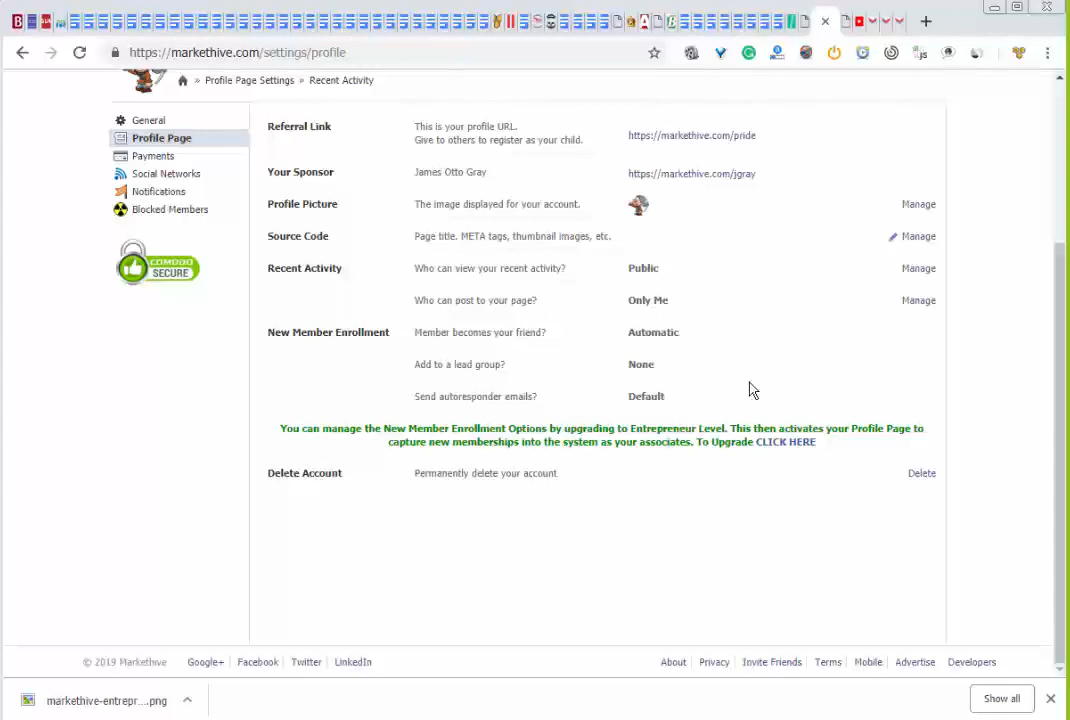 https://markethive.com/settings/profile
» Profile Page Settings » Recent Activity
General
Profile Page
Payments
Social Networks
Notifications
Blocked Members
COMODO
SECURE
Referral Link This is your profile URL. https://markethive.com/pride
Give to others to register as your child.
Your Sponsor James Otto Gray https://markethive.com/jgray
Profile Picture The image displayed for your account. Manage
Source Code Page title. META tags, thumbnail images, etc. Manage
Recent Activity Who can view your recent activity? Public Manage
Who can post to your page? Only Me Manage
New Member Enrollment Member becomes your friend? Automatic
Add to a lead group? None
Send autoresponder emails? Default
You can manage the New Member Enrollment Options by upgrading to Entrepreneur Level. This then activates your Profile Page to
capture new memberships into the system as your associates. To Upgrade CLICK HERE
Delete Account Permanently delete your account Delete
© 2019 Markethive Google+ Facebook Twitter LinkedIn About Privacy Invite Friends Terms Mobile Advertise Developers
markethive-entrepr....png Show all